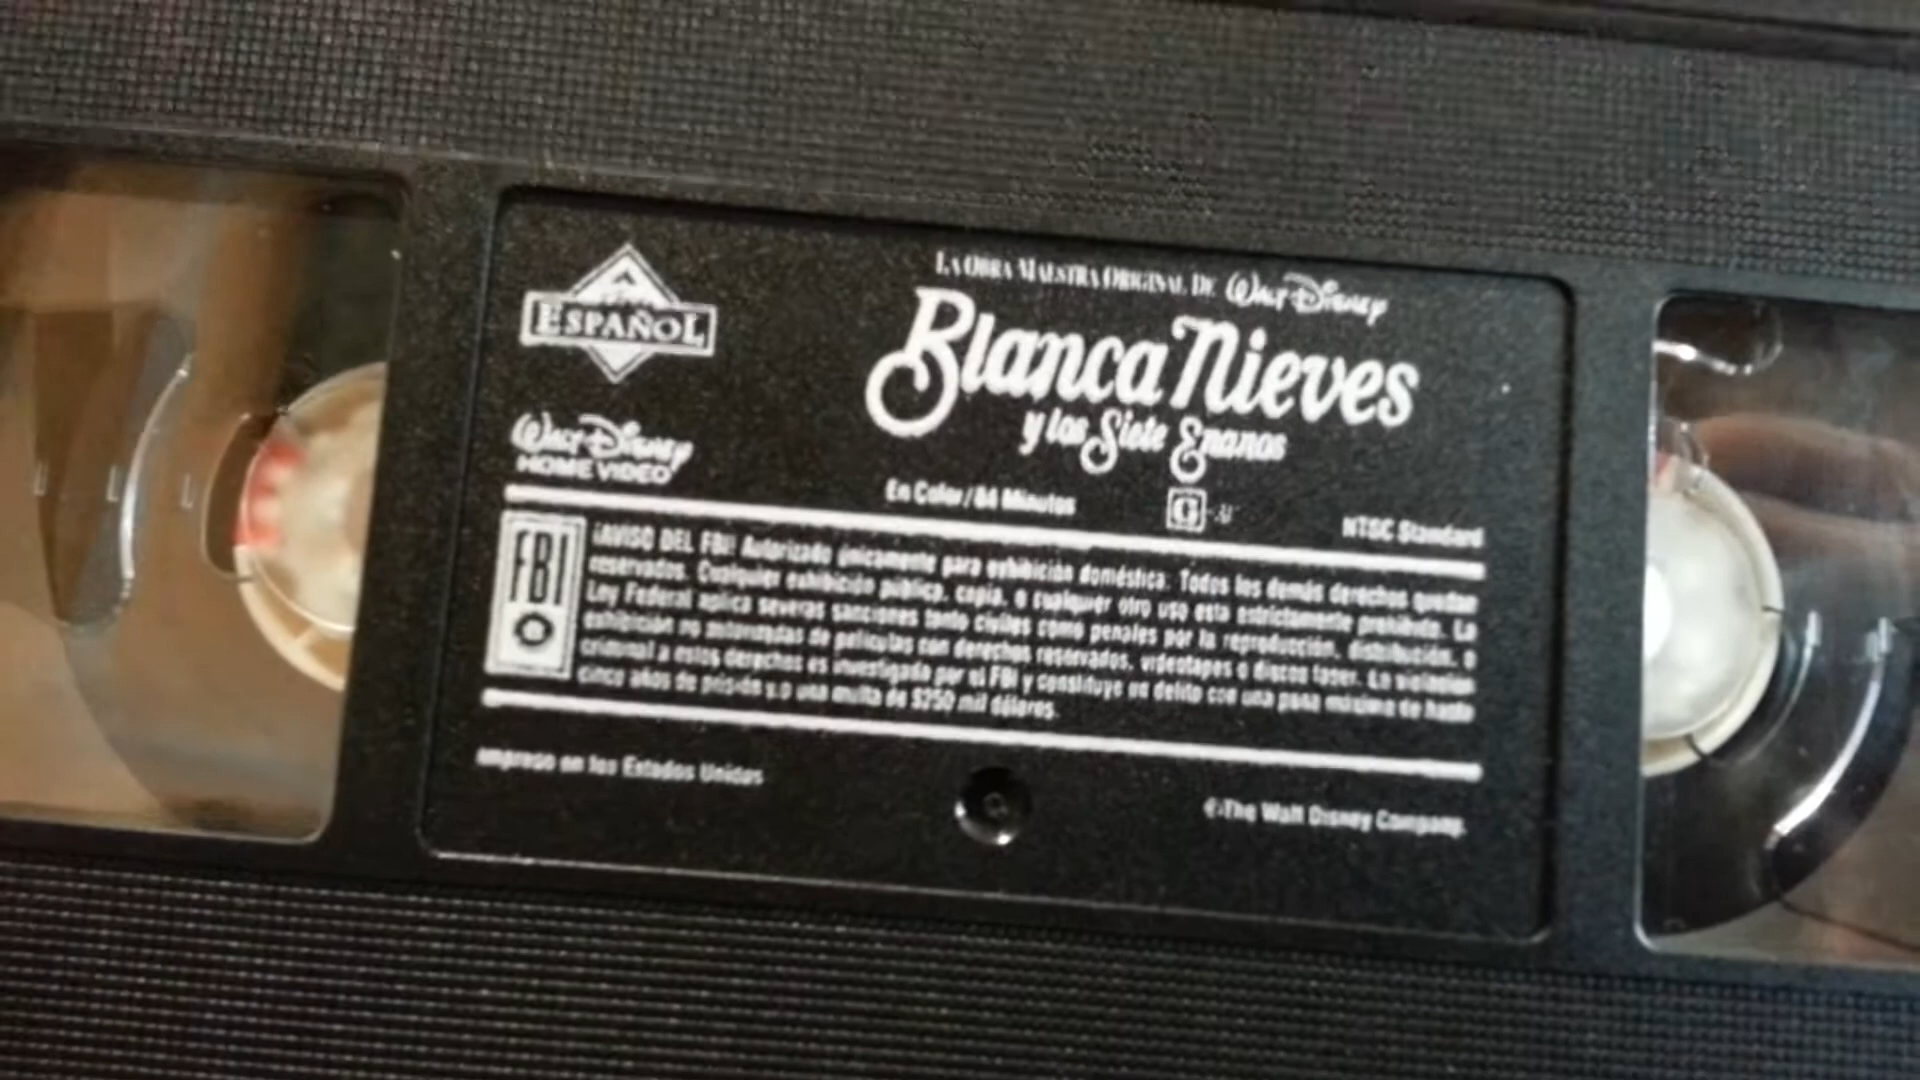 ESPAÑOL
LA OBRA MAESTRA ORIGINAL DE Walt Disney
Blanca Nieves
y los Siete Enanos
Walt Disney
HOME VIDEO
En Color/84 Minutos
G
NTSC Standard
FBI
¡AVISO DEL FBI! Autorizado únicamente para exhibición doméstica. Todos los demás derechos quedan
reservados. Cualquier exhibición pública, copia, o cualquier otro uso esta estrictamente prohibido. La
Ley Federal aplica severas sanciones tanto civiles como penales por la reproducción, distribución, o
exhibición no autorizadas de películas con derechos reservados, videotapes o discos laser. La violacion
criminal a estos derechos es investigada por el FBI y constituye un delito con una pena máxima de hasta
cinco años de prisión y/o una multa de $250 mil dólares.
Impreso en los Estados Unidos
© The Walt Disney Company.